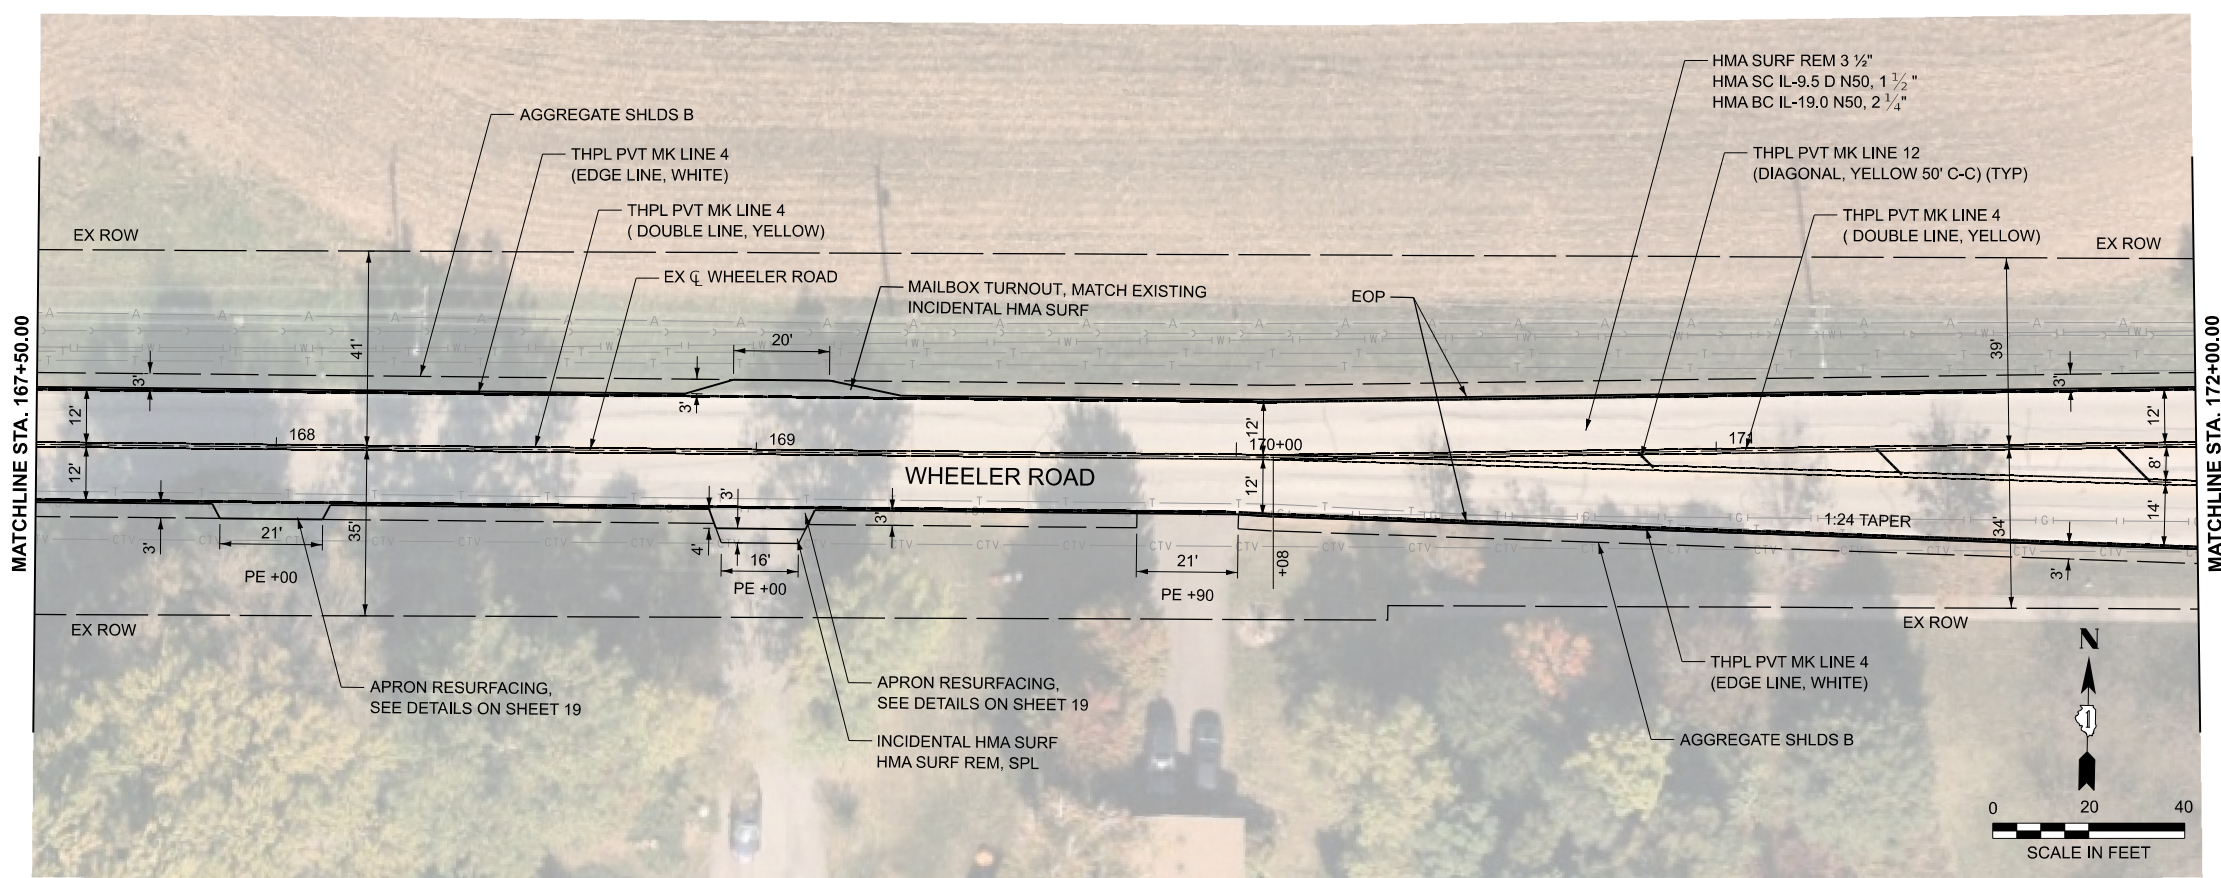 HMA SURF REM 3 ½"
HMA SC IL-9.5 D N50, 1 ½ "
HMA BC IL-19.0 N50, 2 ¼"
AGGREGATE SHLDS B
THPL PVT MK LINE 4
(EDGE LINE, WHITE)
THPL PVT MK LINE 12
(DIAGONAL, YELLOW 50' C-C) (TYP)
THPL PVT MK LINE 4
( DOUBLE LINE, YELLOW)
THPL PVT MK LINE 4
( DOUBLE LINE, YELLOW)
EX ROW
EX ROW
EX ℄ WHEELER ROAD
MAILBOX TURNOUT, MATCH EXISTING
INCIDENTAL HMA SURF
EOP
MATCHLINE STA. 167+50.00
MATCHLINE STA. 172+00.00
41'
20'
39'
3'
3'
3'
12'
12'
12'
168
169
170+00
171
WHEELER ROAD
12'
12'
8'
14'
3'
3'
3'
4'
1:24 TAPER
21'
35'
16'
21'
+08
34'
3'
PE +00
PE +00
PE +90
EX ROW
EX ROW
APRON RESURFACING,
SEE DETAILS ON SHEET 19
APRON RESURFACING,
SEE DETAILS ON SHEET 19
INCIDENTAL HMA SURF
HMA SURF REM, SPL
THPL PVT MK LINE 4
(EDGE LINE, WHITE)
AGGREGATE SHLDS B
N
1
0 20 40
SCALE IN FEET